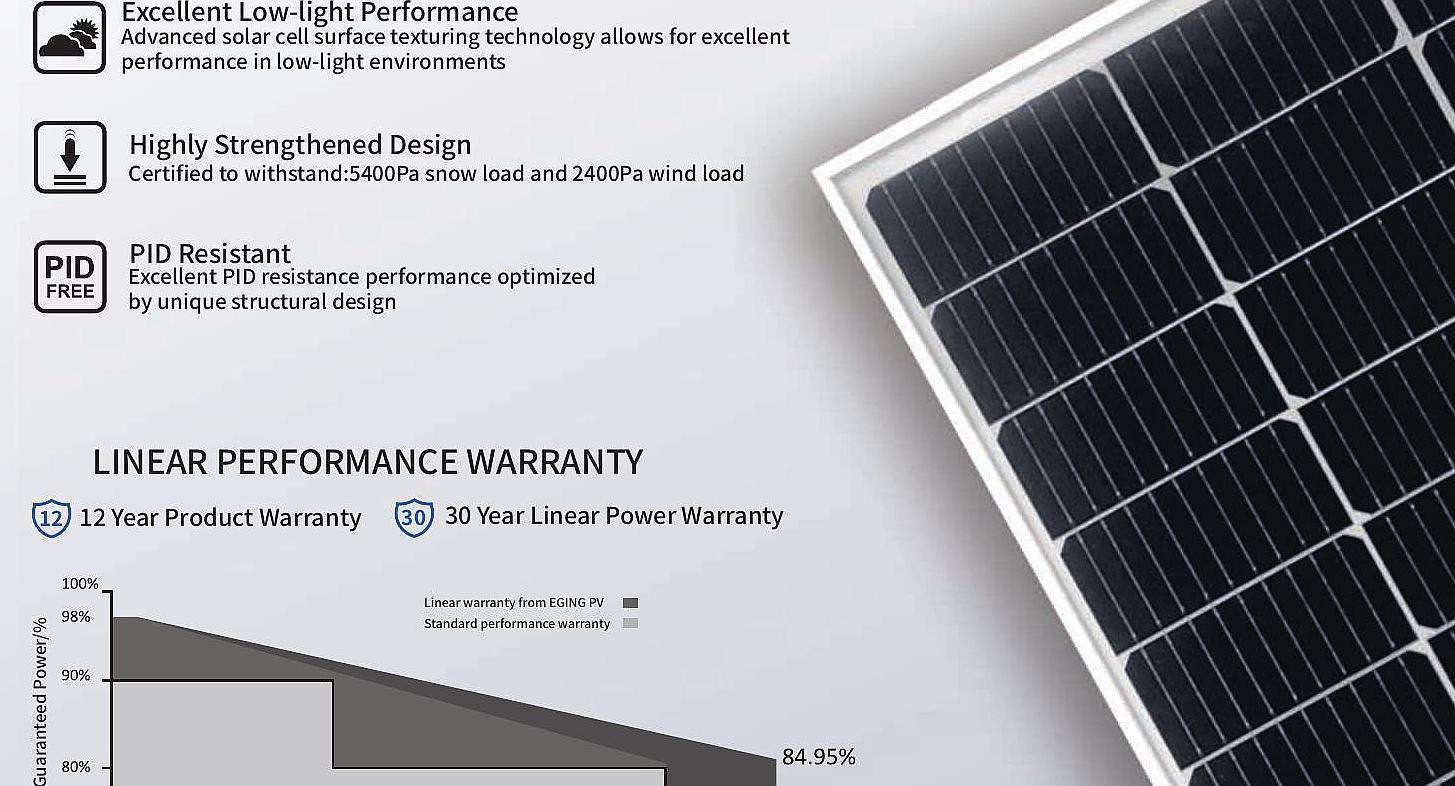 Excellent Low-light Performance
Advanced solar cell surface texturing technology allows for excellent
performance in low-light environments
Highly Strengthened Design
Certified to withstand:5400Pa snow load and 2400Pa wind load
PID
FREE
PID Resistant
Excellent PID resistance performance optimized
by unique structural design
LINEAR PERFORMANCE WARRANTY
12 12 Year Product Warranty
30 30 Year Linear Power Warranty
100%
98%
90%
80%
Guaranteed Power/%
Linear warranty from EGING PV
Standard performance warranty
84.95%